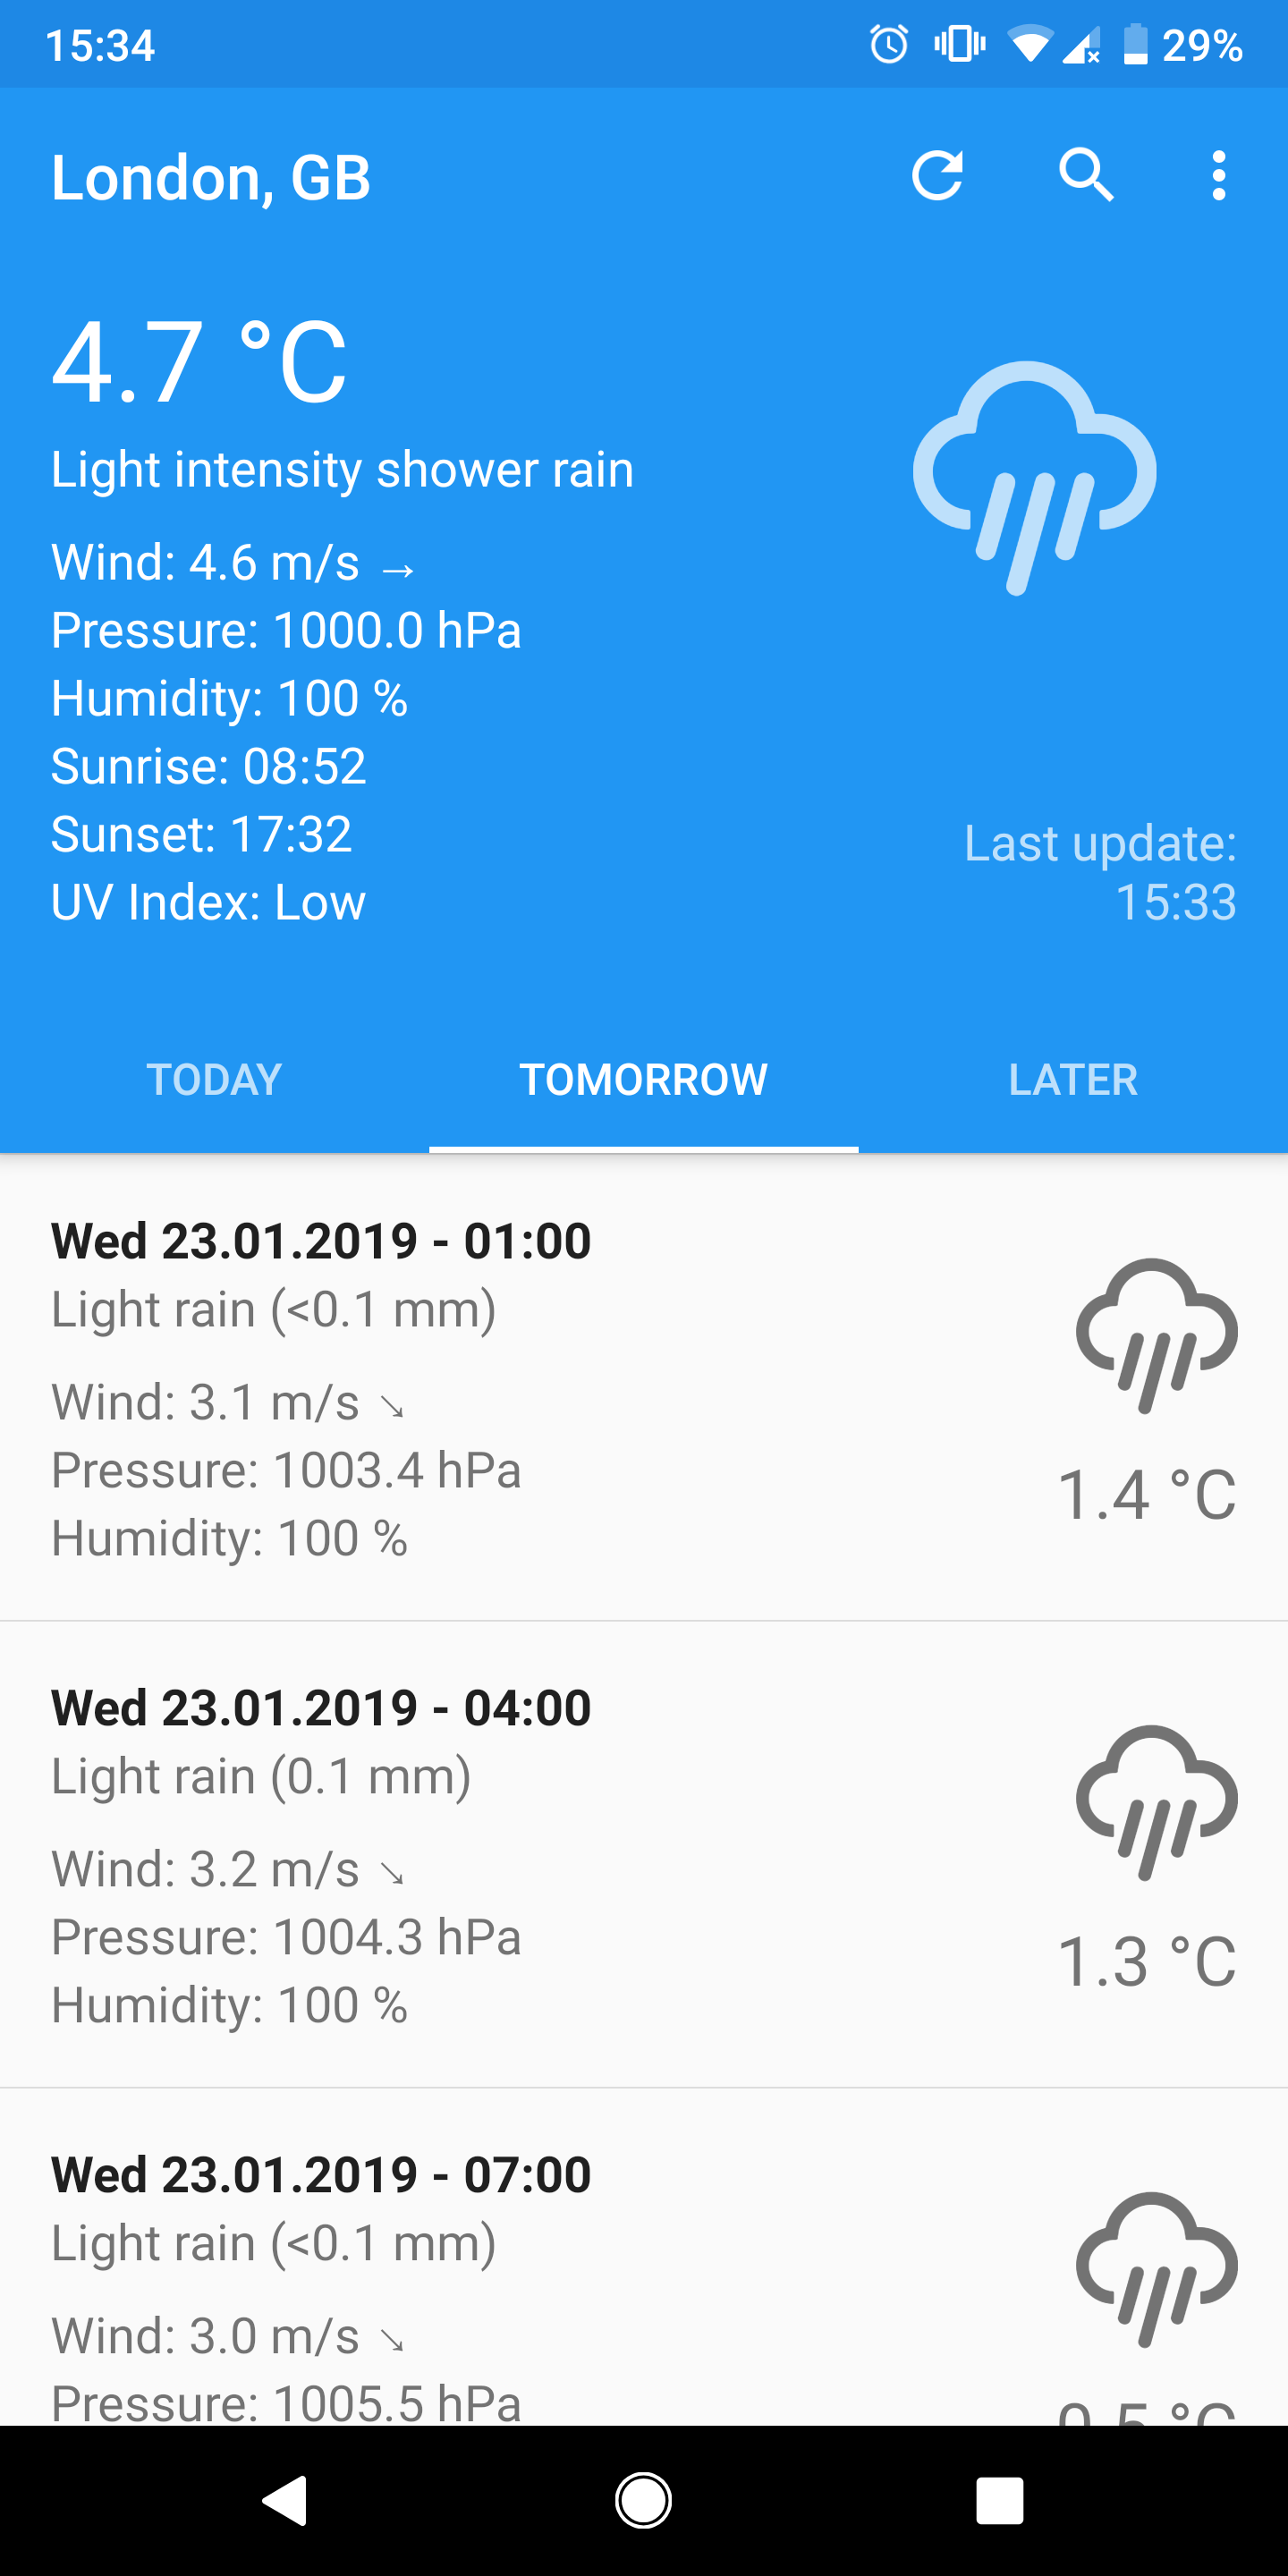 15:34 29%
London, GB
4.7 °C
Light intensity shower rain
Wind: 4.6 m/s →
Pressure: 1000.0 hPa
Humidity: 100 %
Sunrise: 08:52
Sunset: 17:32
UV Index: Low
Last update:
15:33
TODAY TOMORROW LATER
Wed 23.01.2019 - 01:00
Light rain (<0.1 mm)
Wind: 3.1 m/s ↘
Pressure: 1003.4 hPa
Humidity: 100 %
1.4 °C
Wed 23.01.2019 - 04:00
Light rain (0.1 mm)
Wind: 3.2 m/s ↘
Pressure: 1004.3 hPa
Humidity: 100 %
1.3 °C
Wed 23.01.2019 - 07:00
Light rain (<0.1 mm)
Wind: 3.0 m/s ↘
Pressure: 1005.5 hPa
0.5 °C